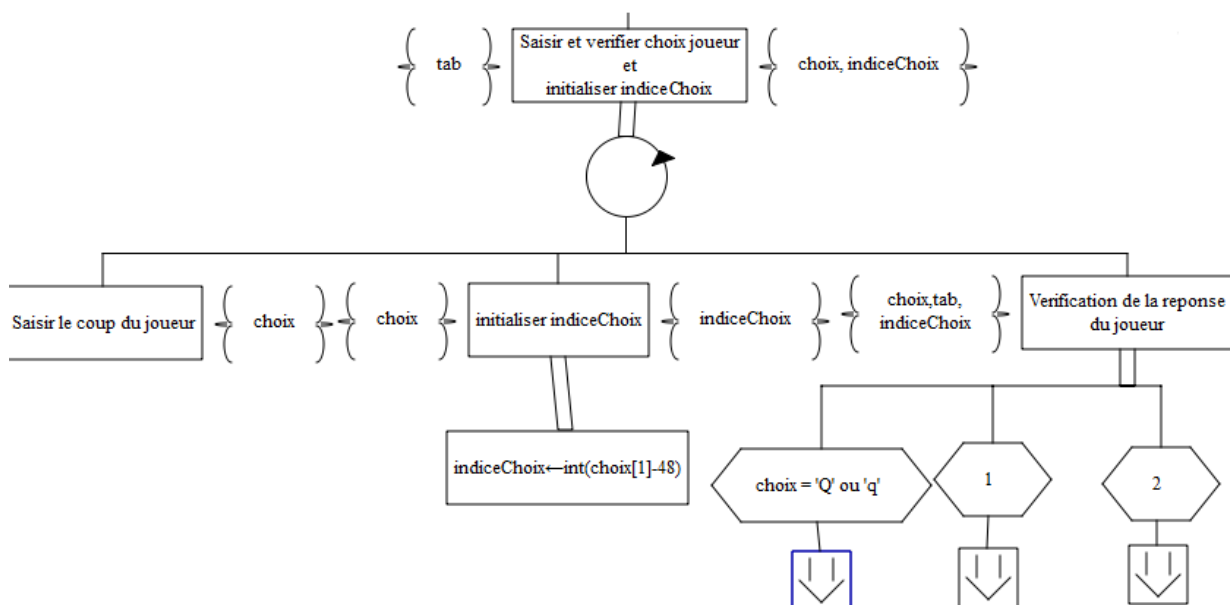 Saisir et verifier choix joueur
et
initialiser indiceChoix
tab
choix, indiceChoix
Saisir le coup du joueur
choix
choix
initialiser indiceChoix
indiceChoix
choix,tab,
indiceChoix
Verification de la reponse
du joueur
indiceChoix←int(choix[1]-48)
choix = 'Q' ou 'q'
1
2